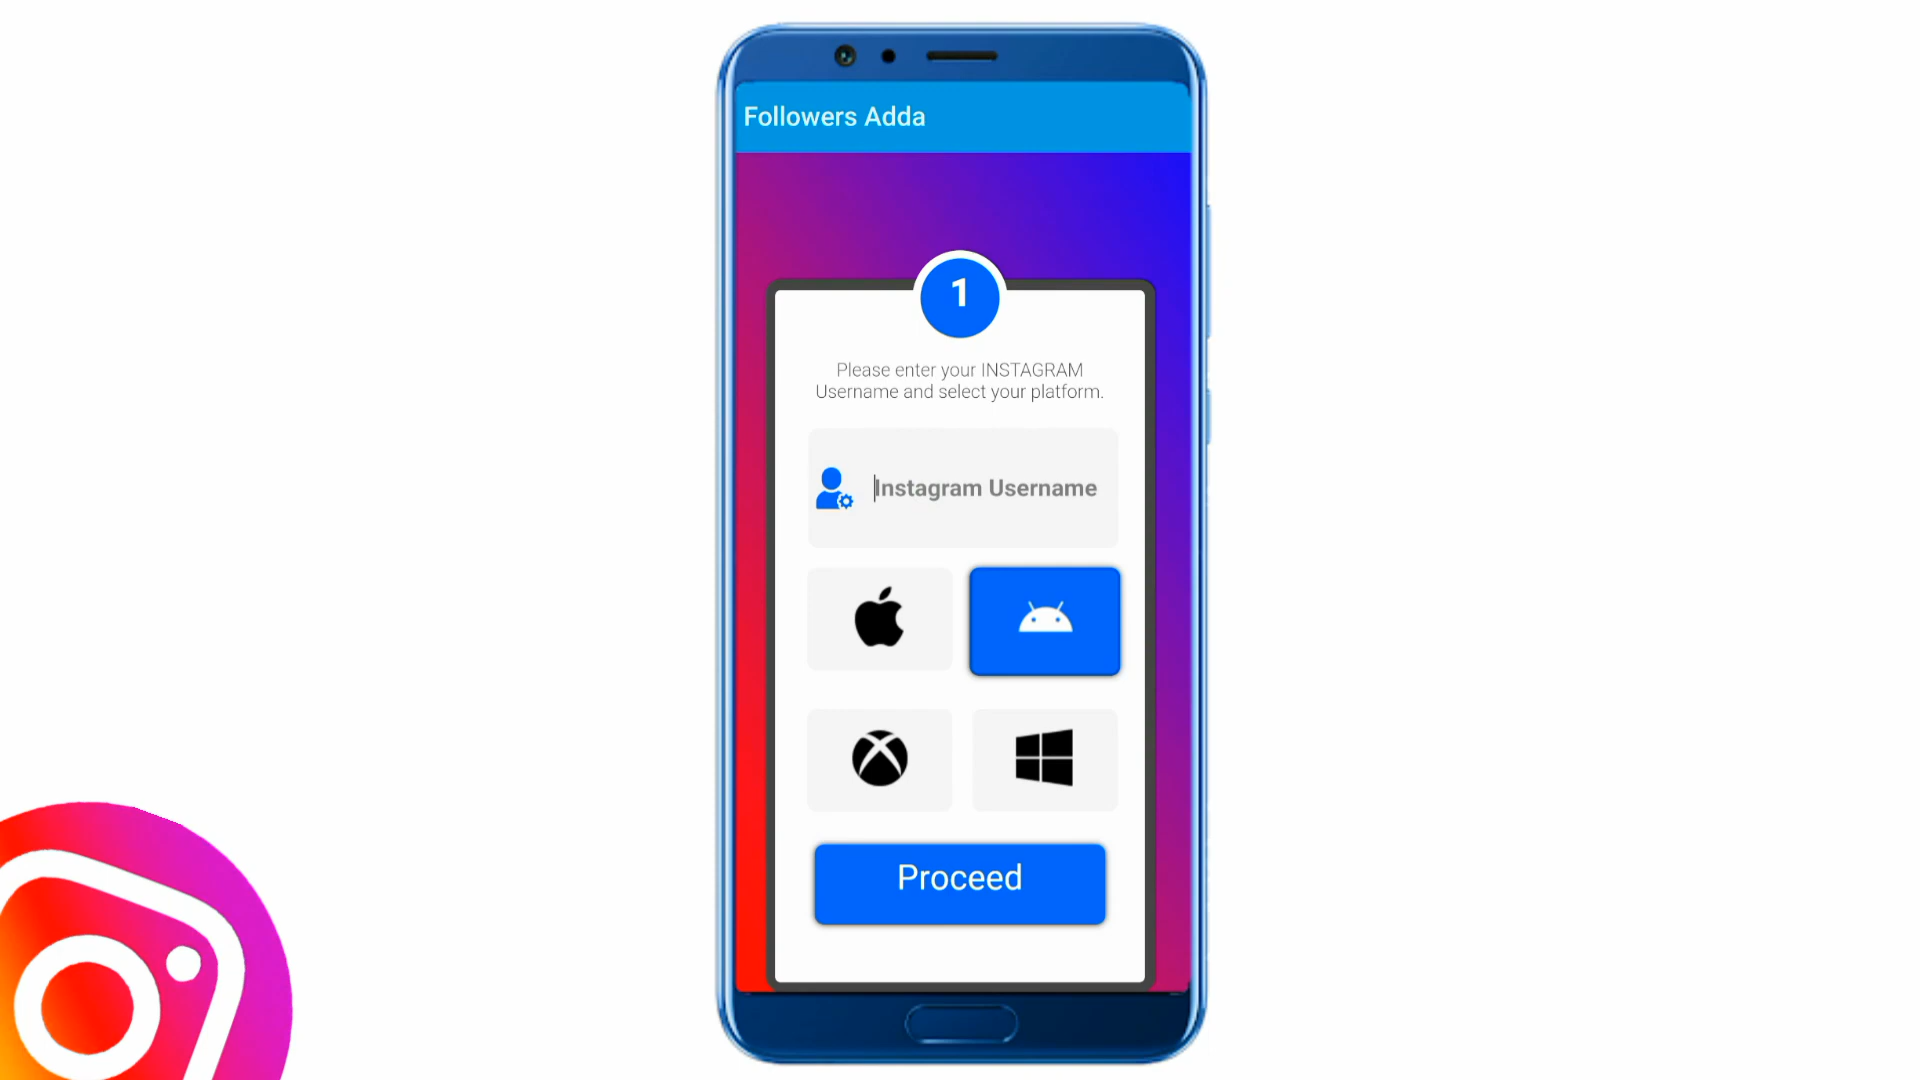 Followers Adda
1
Please enter your INSTAGRAM
Username and select your platform.
Instagram Username
Proceed